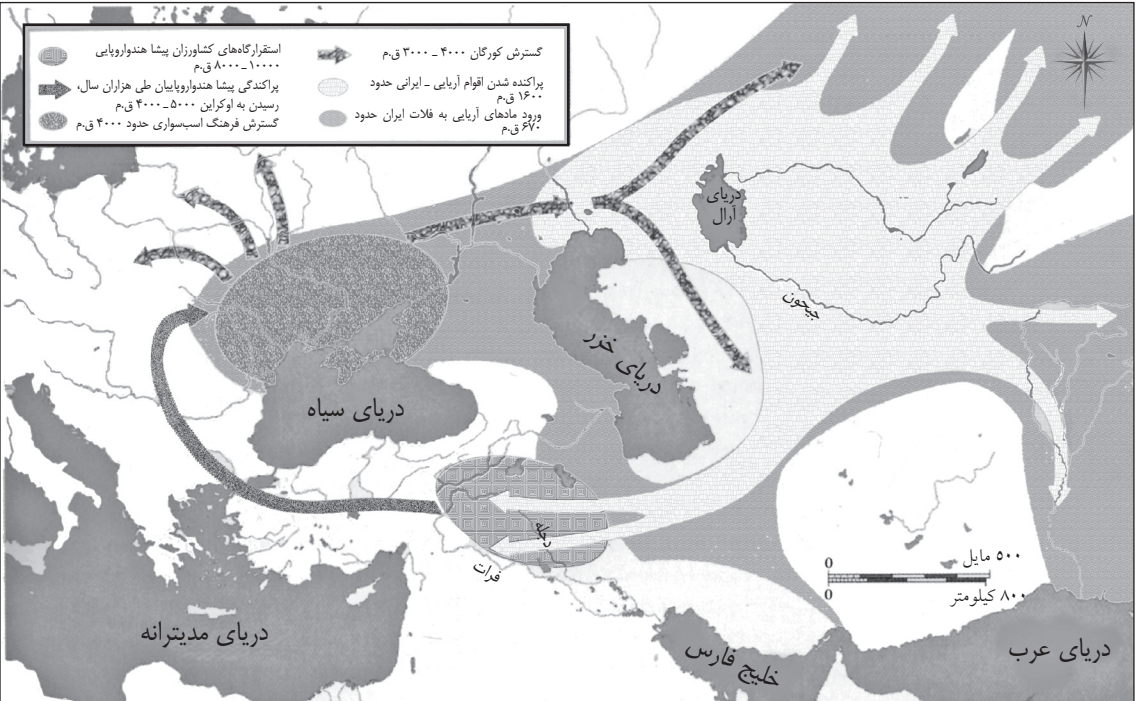 گسترش کورگان ۴۰۰۰ ـ ۳۰۰۰ ق.م
پراکنده شدن اقوام آریایی ـ ایرانی حدود
۱۶۰۰ ق.م
ورود مادهای آریایی به فلات ایران حدود
۶۷۰ ق.م
استقرارگاه‌های کشاورزان پیشا هندواروپایی
۱۰۰۰۰ـ۸۰۰۰ ق.م
پراکندگی پیشا هندواروپاییان طی هزاران سال،
رسیدن به اوکراین ۵۰۰۰ـ۴۰۰۰ ق.م
گسترش فرهنگ اسب‌سواری حدود ۴۰۰۰ ق.م
N
دریای
آرال
جیحون
دریای خزر
دریای سیاه
دجله
فرات
دریای مدیترانه
خلیج فارس
دریای عرب
0
۵۰۰ مایل
0
۸۰۰ کیلومتر